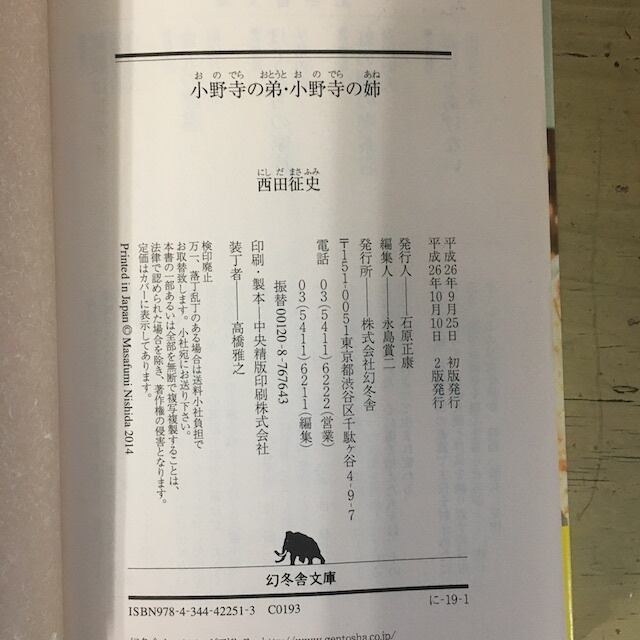 おのでら おとうと おのでら あね
小野寺の弟・小野寺の姉
にしだまさふみ
西田征史
平成26年9月25日 初版発行
平成26年10月10日 2版発行
発行人――石原正康
編集人――永島賞二
発行所――株式会社幻冬舎
〒151-0051東京都渋谷区千駄ヶ谷4-9-7
電話 03(5411)6222(営業)
03(5411)6211(編集)
振替00120-8-767643
印刷・製本――中央精版印刷株式会社
装丁者――高橋雅之
検印廃止
万一、落丁乱丁のある場合は送料小社負担で
お取替致します。小社宛にお送り下さい。
本書の一部あるいは全部を無断で複写複製することは、
法律で認められた場合を除き、著作権の侵害となります。
定価はカバーに表示してあります。
Printed in Japan © Masafumi Nishida 2014
幻冬舎文庫
ISBN978-4-344-42251-3 C0193 に-19-1
http://www.gentosha.co.jp/